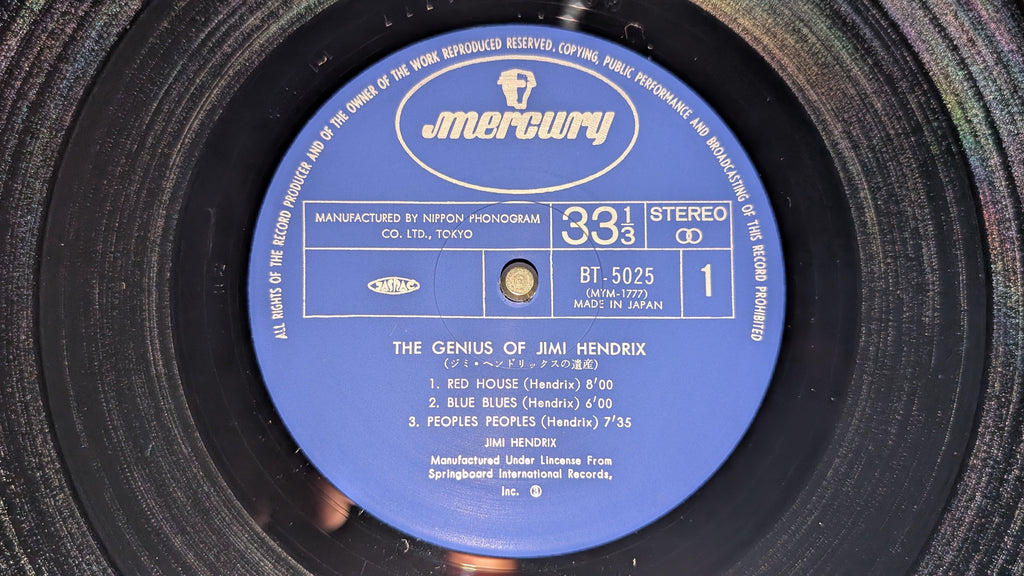 ALL RIGHTS OF THE RECORD PRODUCER AND OF THE OWNER OF THE WORK REPRODUCED RESERVED. COPYING, PUBLIC PERFORMANCE AND BROADCASTING OF THIS RECORD PROHIBITED
mercury
MANUFACTURED BY NIPPON PHONOGRAM
CO. LTD., TOKYO
33 1/3
STEREO
JASRAC
BT-5025
(MYM-1777)
MADE IN JAPAN
1
THE GENIUS OF JIMI HENDRIX
(ジミ・ヘンドリックスの遺産)
1. RED HOUSE (Hendrix) 8'00
2. BLUE BLUES (Hendrix) 6'00
3. PEOPLES PEOPLES (Hendrix) 7'35
JIMI HENDRIX
Manufactured Under Lincense From
Springboard International Records,
Inc.